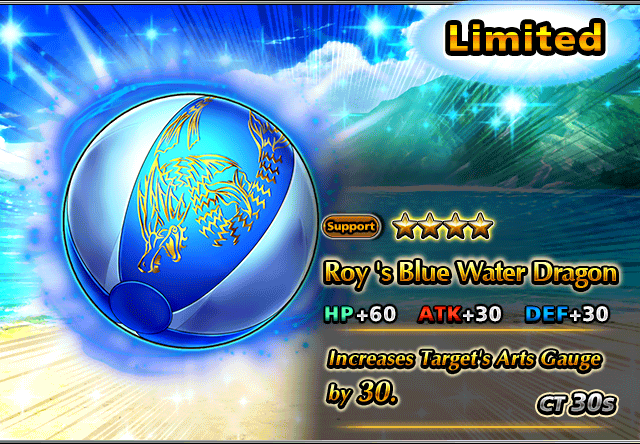 Limited
Support
Roy 's Blue Water Dragon
HP+60 ATK+30 DEF+30
Increases Target's Arts Gauge
by 30.
CT 30s